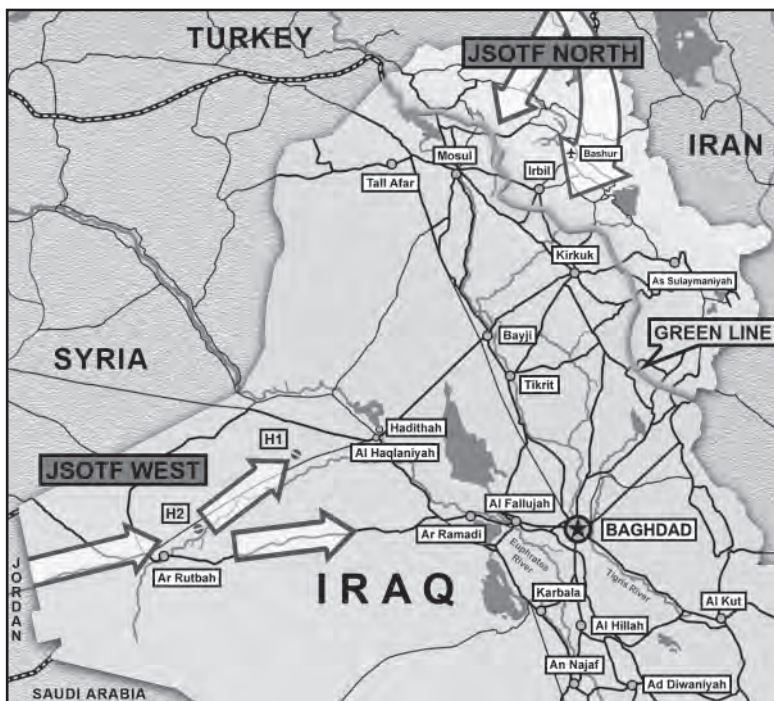 TURKEY
JSOTF NORTH
IRAN
Mosul
Bashur
Irbil
Tall Afar
Kirkuk
As Sulaymaniyah
SYRIA
Bayji
GREEN LINE
Tikrit
Hadithah
H1
Al Haqlaniyah
JSOTF WEST
H2
Al Fallujah
BAGHDAD
Ar Ramadi
Euphrates
River
Ar Rutbah
Tigris River
JORDAN
IRAQ
Karbala
Al Kut
Al Hillah
An Najaf
Ad Diwaniyah
SAUDI ARABIA